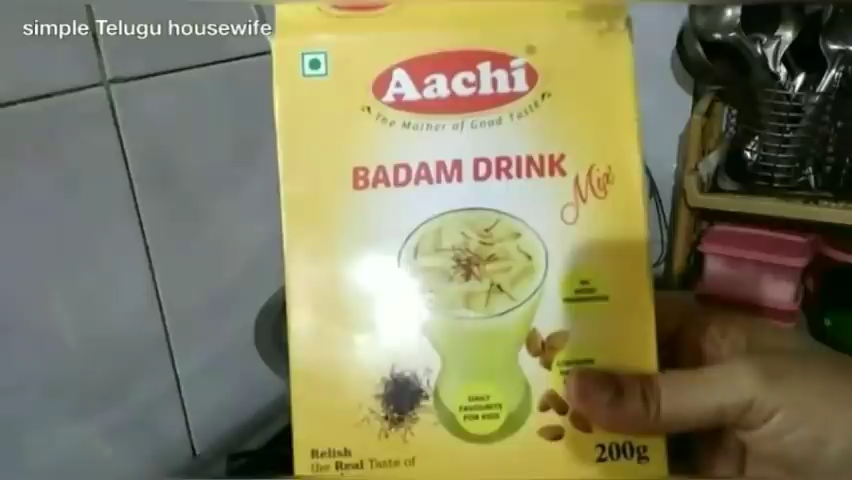 simple Telugu housewife
Aachi
The Mother of Good Taste
BADAM DRINK
Mix
DAILY
FAVOURITE
FOR KIDS
200g
Relish
the Real Taste of